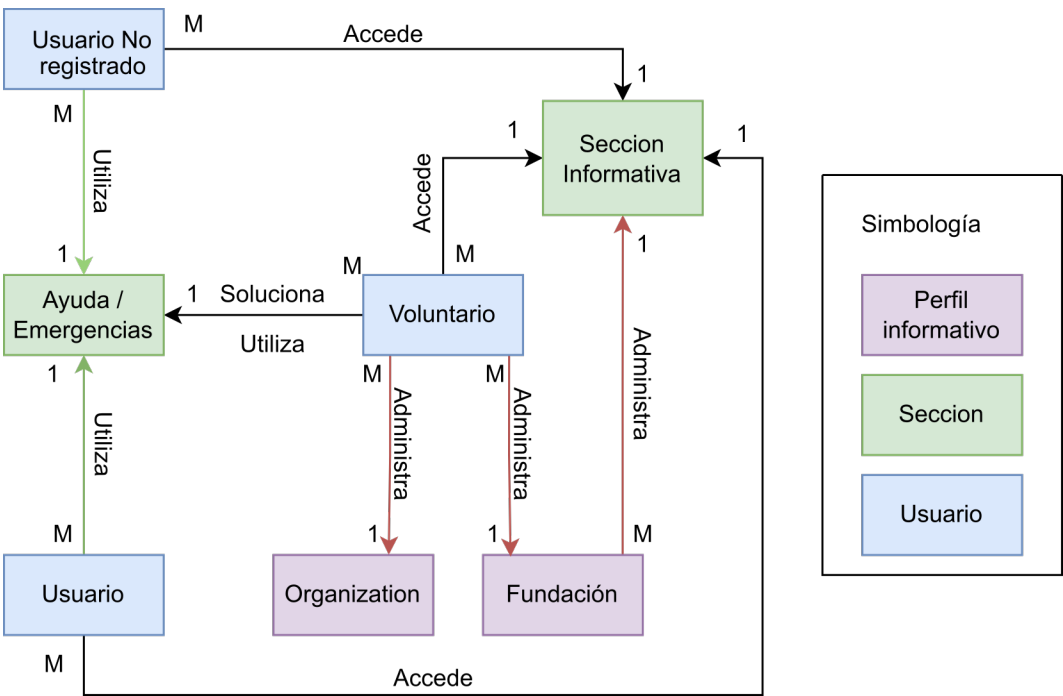 Usuario No
registrado
M
Accede
1
M
Utiliza
1
Seccion
Informativa
1
1
Accede
M
1
Simbología
M
1
Soluciona
Utiliza
Voluntario
Ayuda /
Emergencias
1
Perfil
informativo
Seccion
Usuario
M
Administra
1
M
Administra
1
Administra
M
Utiliza
M
Usuario
Organization
Fundación
M
Accede